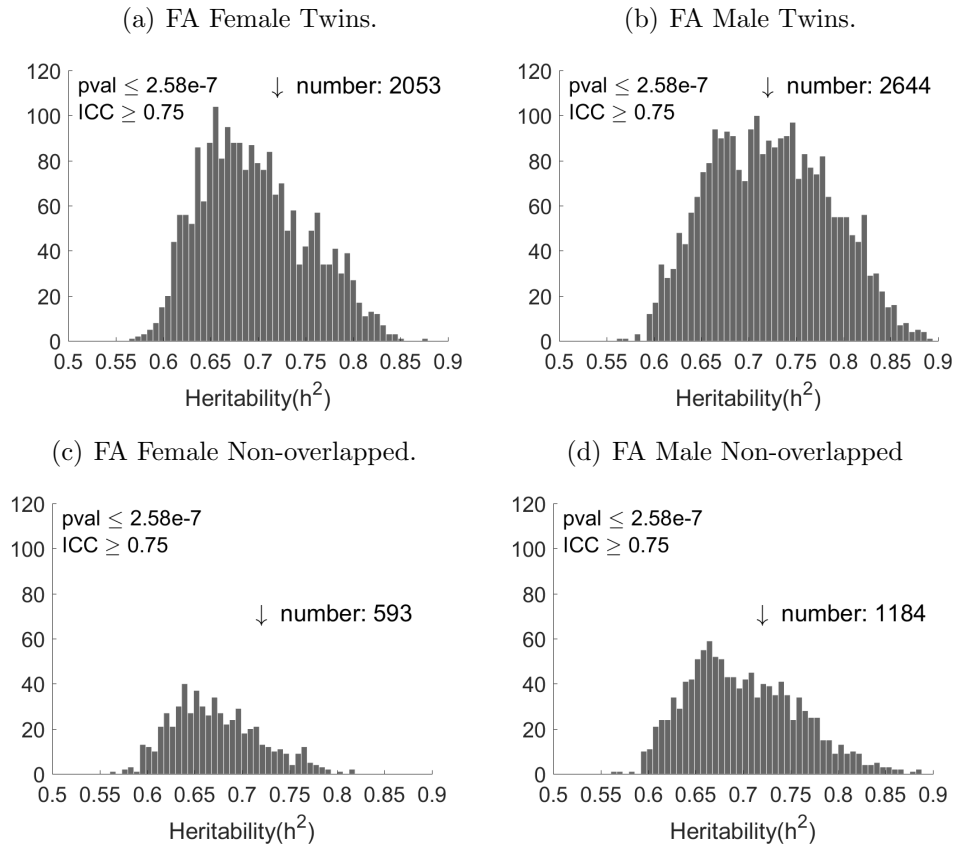 (a) FA Female Twins.
120
100
80
60
40
20
0
pval ≤ 2.58e-7
ICC ≥ 0.75
↓ number: 2053
0.5 0.55 0.6 0.65 0.7 0.75 0.8 0.85 0.9
Heritability(h²)
(b) FA Male Twins.
120
100
80
60
40
20
0
pval ≤ 2.58e-7
ICC ≥ 0.75
↓ number: 2644
0.5 0.55 0.6 0.65 0.7 0.75 0.8 0.85 0.9
Heritability(h²)
(c) FA Female Non-overlapped.
120
100
80
60
40
20
0
pval ≤ 2.58e-7
ICC ≥ 0.75
↓ number: 593
0.5 0.55 0.6 0.65 0.7 0.75 0.8 0.85 0.9
Heritability(h²)
(d) FA Male Non-overlapped
120
100
80
60
40
20
0
pval ≤ 2.58e-7
ICC ≥ 0.75
↓ number: 1184
0.5 0.55 0.6 0.65 0.7 0.75 0.8 0.85 0.9
Heritability(h²)